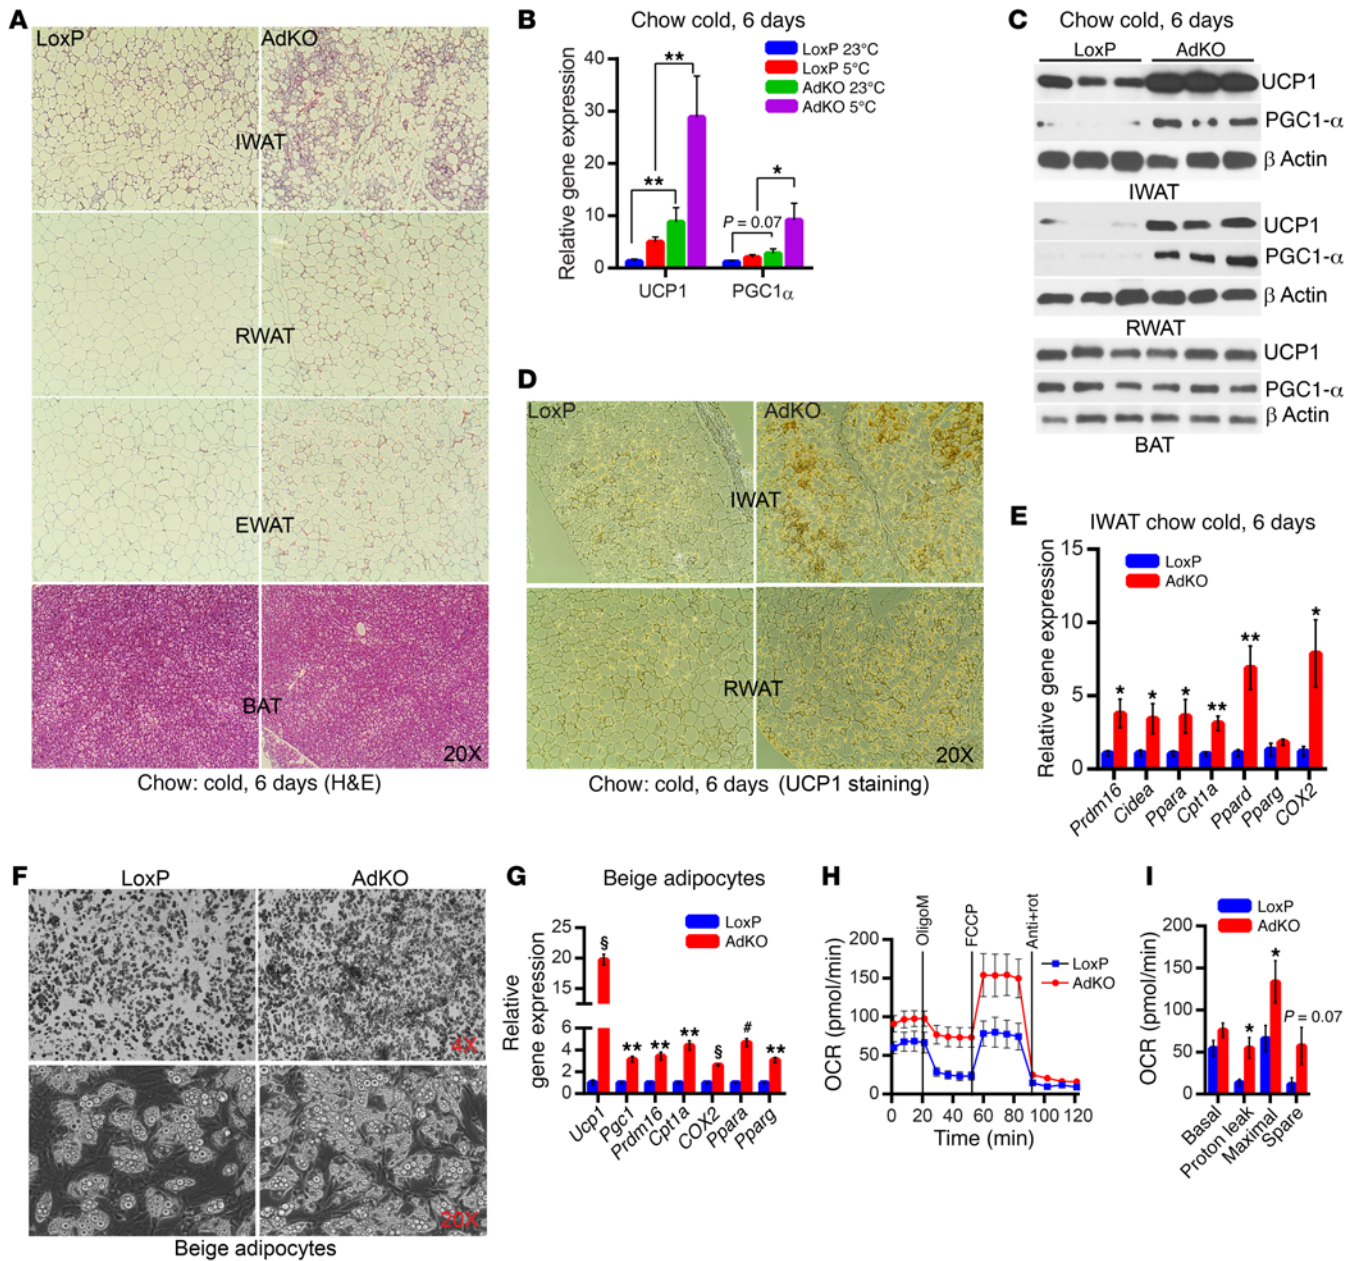 A
LoxP
AdKO
IWAT
RWAT
EWAT
BAT
20X
Chow: cold, 6 days (H&E)
B
Chow cold, 6 days
Relative gene expression
40
30
20
10
0
LoxP 23°C
LoxP 5°C
AdKO 23°C
AdKO 5°C
**
**
*
P = 0.07
UCP1
PGC1α
C
Chow cold, 6 days
LoxP
AdKO
UCP1
PGC1-α
β Actin
IWAT
UCP1
PGC1-α
β Actin
RWAT
UCP1
PGC1-α
β Actin
BAT
D
LoxP
AdKO
IWAT
RWAT
20X
Chow: cold, 6 days (UCP1 staining)
E
IWAT chow cold, 6 days
Relative gene expression
15
10
5
0
LoxP
AdKO
*
*
*
**
**
*
Prdm16
Cidea
Ppara
Cpt1a
Ppard
Pparg
COX2
F
LoxP
AdKO
4X
20X
Beige adipocytes
G
Beige adipocytes
Relative
gene expression
25
20
15
6
4
2
0
LoxP
AdKO
§
**
**
**
§
#
**
Ucp1
Pgc1
Prdm16
Cpt1a
COX2
Ppara
Pparg
H
OCR (pmol/min)
200
150
100
50
0
OligoM
FCCP
Anti+rot
LoxP
AdKO
0 20 40 60 80 100 120
Time (min)
I
LoxP
AdKO
OCR (pmol/min)
200
150
100
50
0
*
*
P = 0.07
Basal
Proton leak
Maximal
Spare